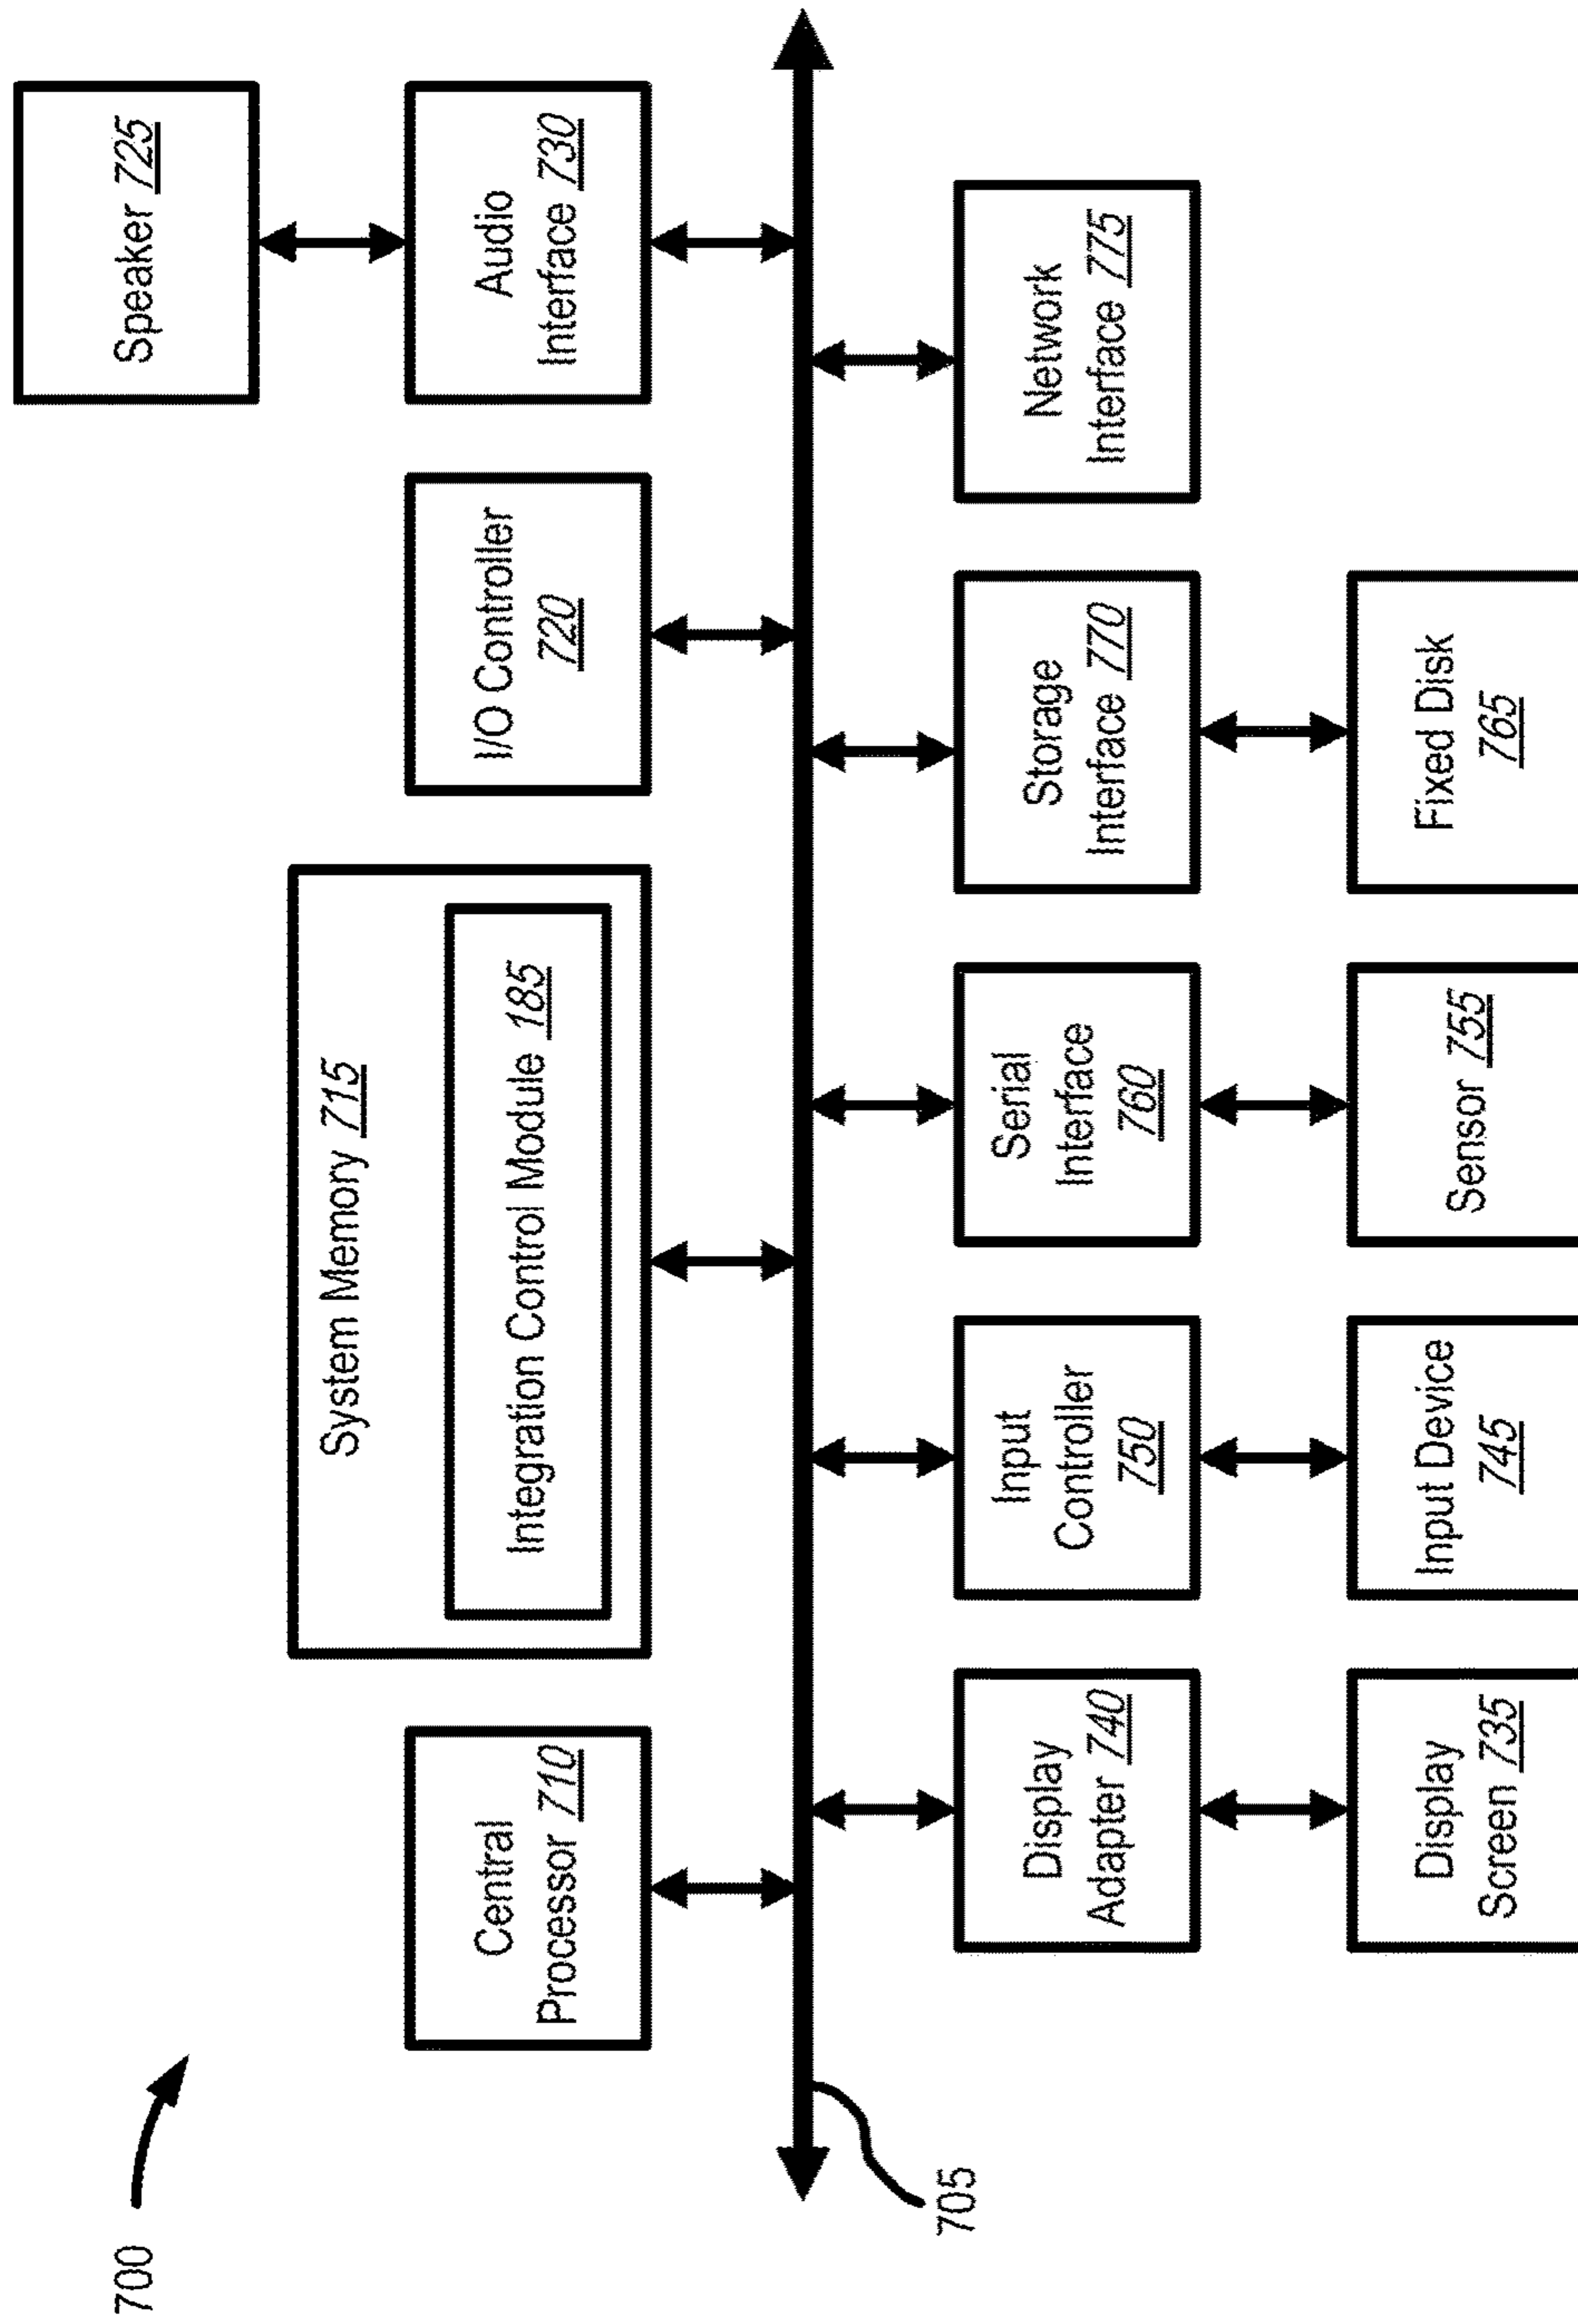 700
Speaker 725
System Memory 715
Integration Control Module 185
Central
Processor 710
I/O Controller
720
Audio
Interface 730
705
Display
Adapter 740
Input
Controller
750
Serial
Interface
760
Storage
Interface 770
Network
Interface 775
Display
Screen 735
Input Device
745
Sensor 755
Fixed Disk
765